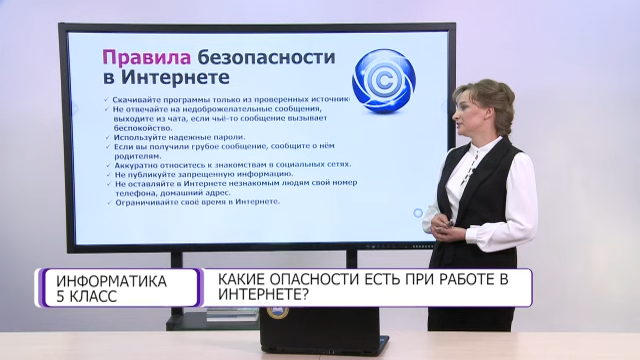 Правила безопасности
в Интернете
Скачивайте программы только из проверенных источник
Не отвечайте на недоброжелательные сообщения,
выходите из чата, если чьё-то сообщение вызывает
беспокойство.
Используйте надежные пароли.
Если вы получили грубое сообщение, сообщите о нём
родителям.
Аккуратно относитесь к знакомствам в социальных сетях.
Не публикуйте запрещенную информацию.
Не оставляйте в Интернете незнакомым людям свой номер
телефона, домашний адрес.
Ограничивайте своё время в Интернете.
C
ИНФОРМАТИКА
5 КЛАСС
КАКИЕ ОПАСНОСТИ ЕСТЬ ПРИ РАБОТЕ В
ИНТЕРНЕТЕ?